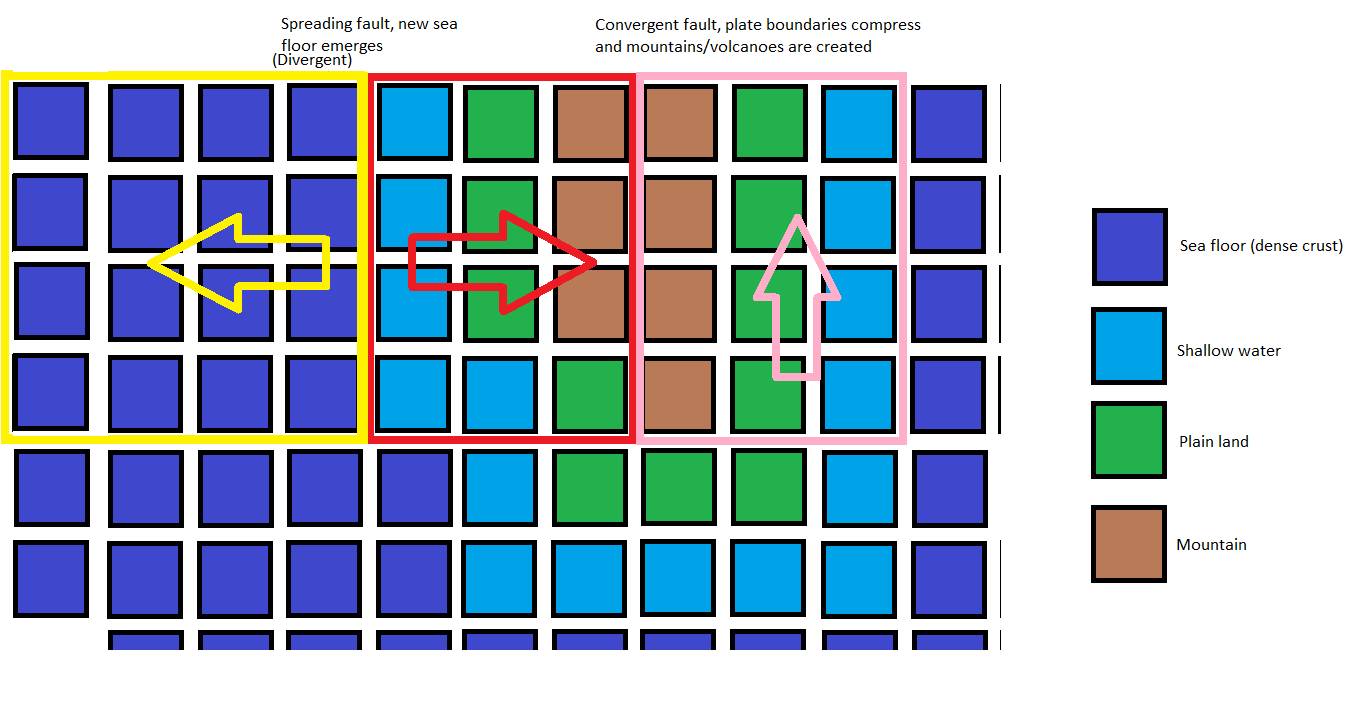 Spreading fault, new sea
floor emerges
(Divergent)
Convergent fault, plate boundaries compress
and mountains/volcanoes are created
Sea floor (dense crust)
Shallow water
Plain land
Mountain